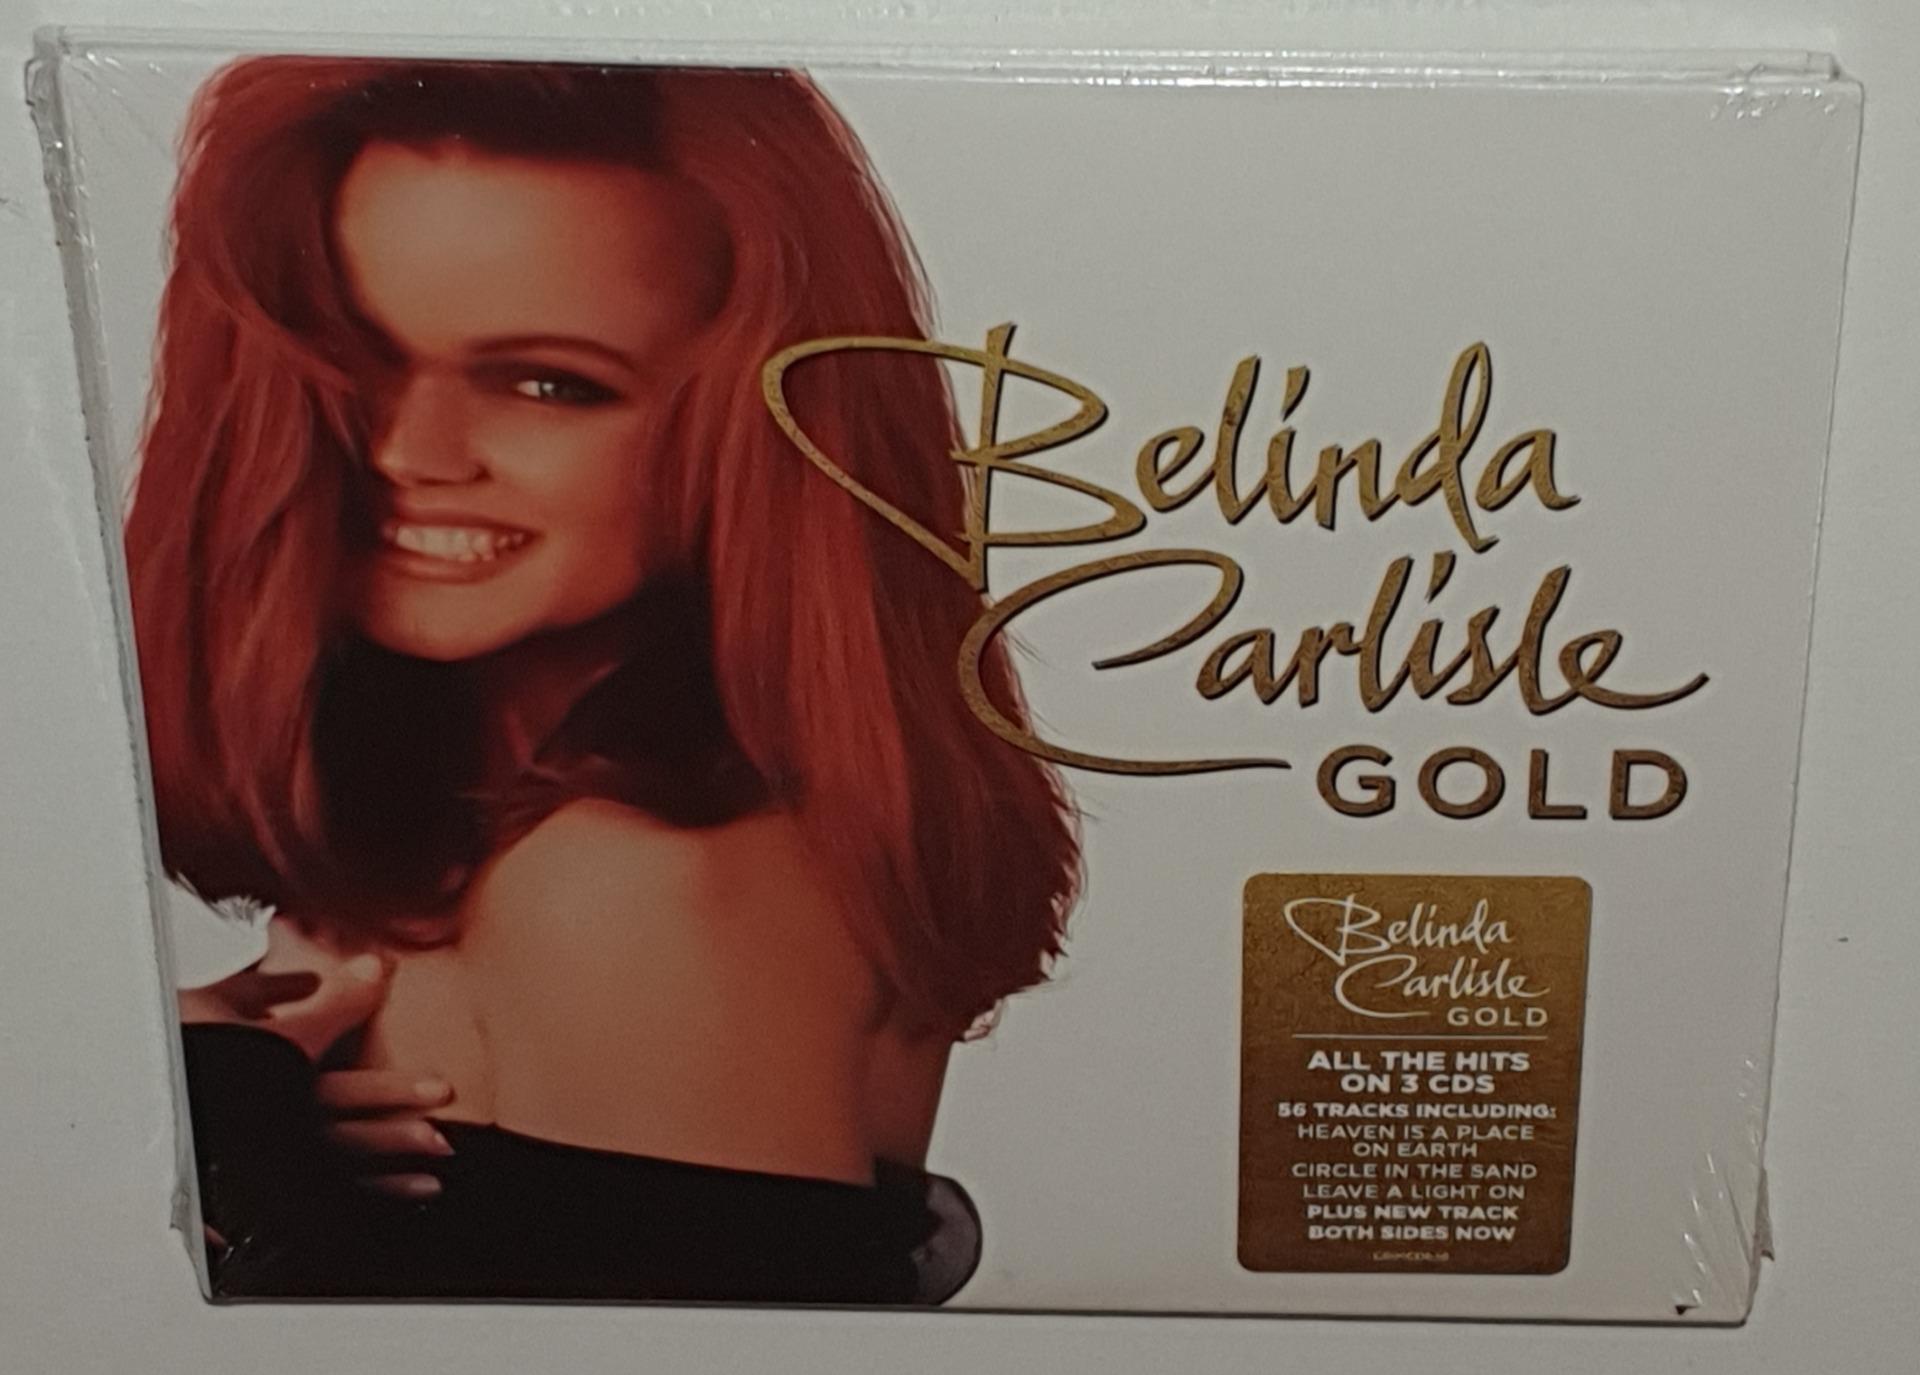 Belinda
Carlisle
GOLD
Belinda
Carlisle
GOLD
ALL THE HITS
ON 3 CDS
56 TRACKS INCLUDING:
HEAVEN IS A PLACE
ON EARTH
CIRCLE IN THE SAND
LEAVE A LIGHT ON
PLUS NEW TRACK
BOTH SIDES NOW